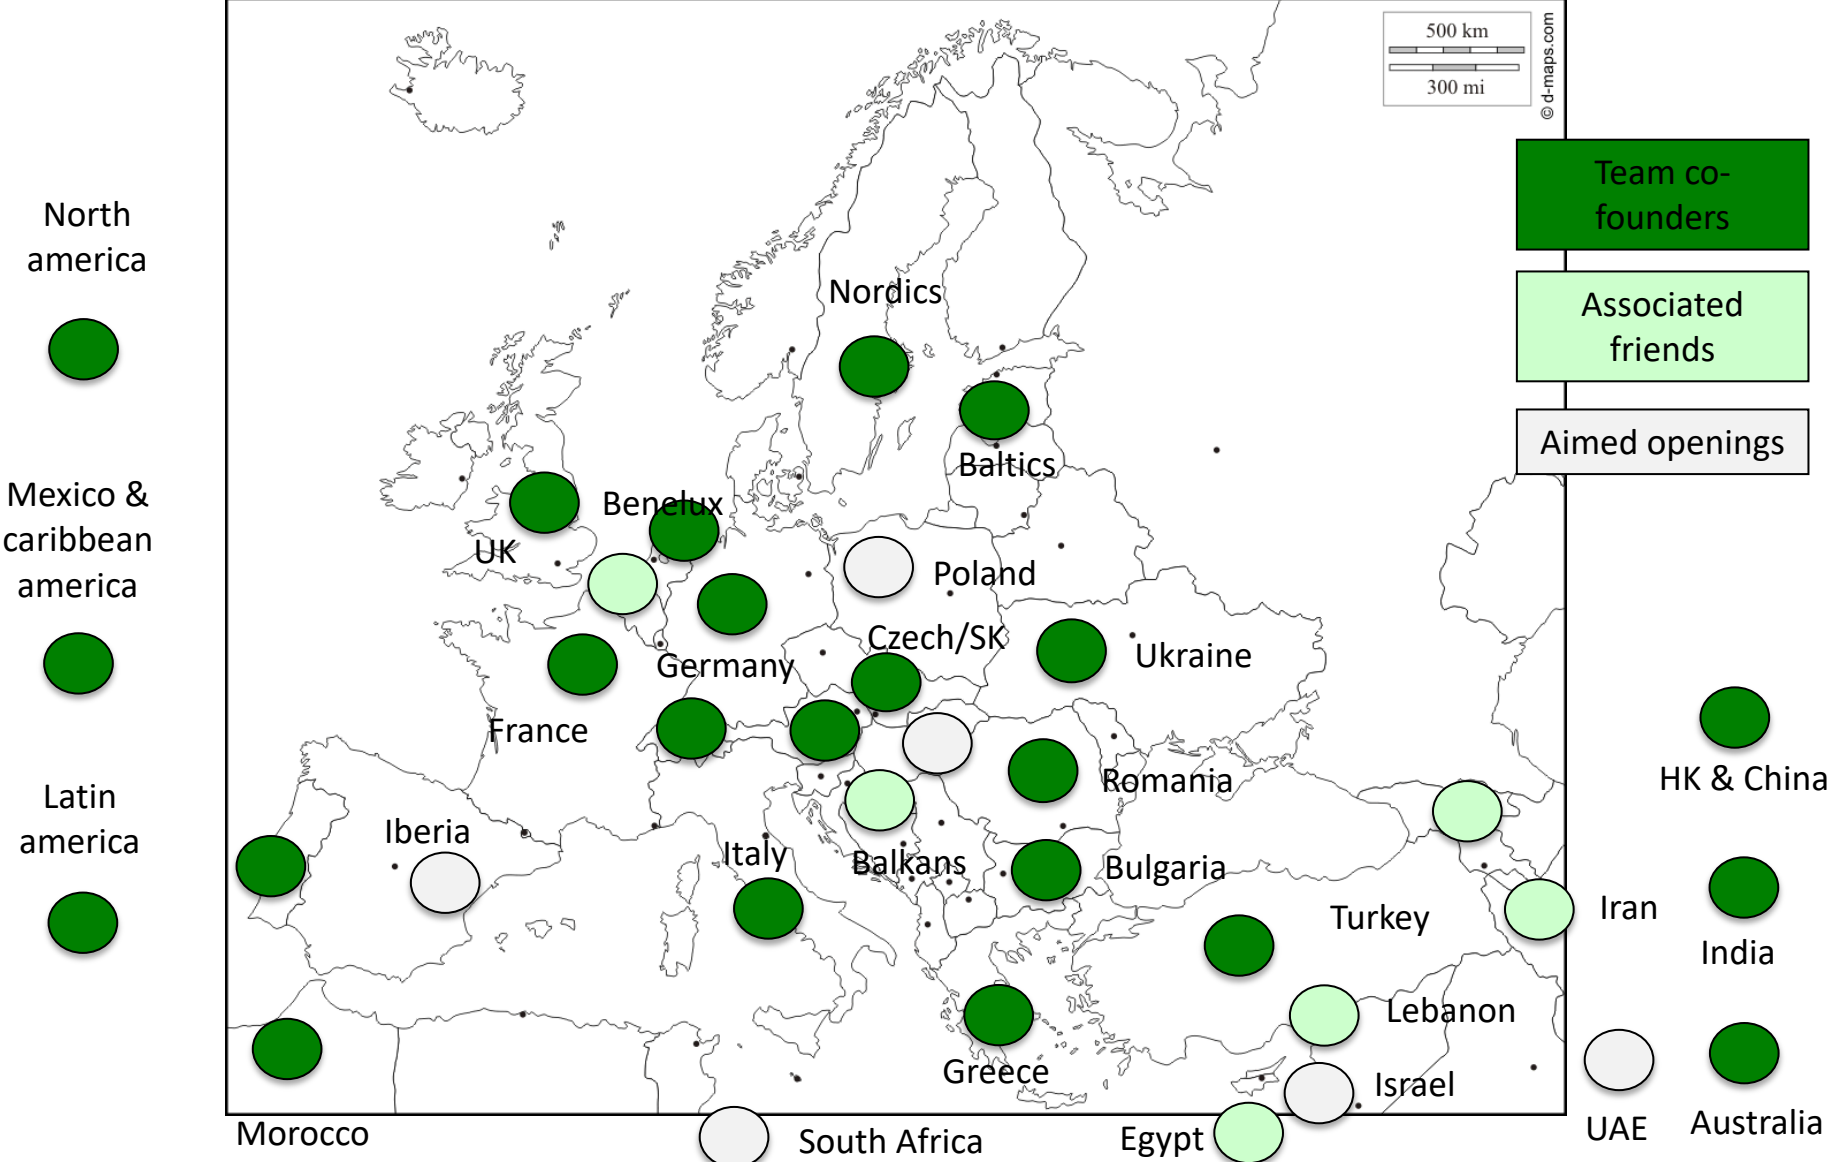 500 km
300 mi
© d-maps.com
Team co-
founders
Associated
friends
Aimed openings
North
america
Mexico &
caribbean
america
Latin
america
Nordics
Baltics
Benelux
UK
Poland
Czech/SK
Ukraine
Germany
France
Romania
HK & China
Iberia
Italy
Balkans
Bulgaria
Turkey
Iran
India
Lebanon
Greece
Israel
Morocco
South Africa
Egypt
UAE
Australia